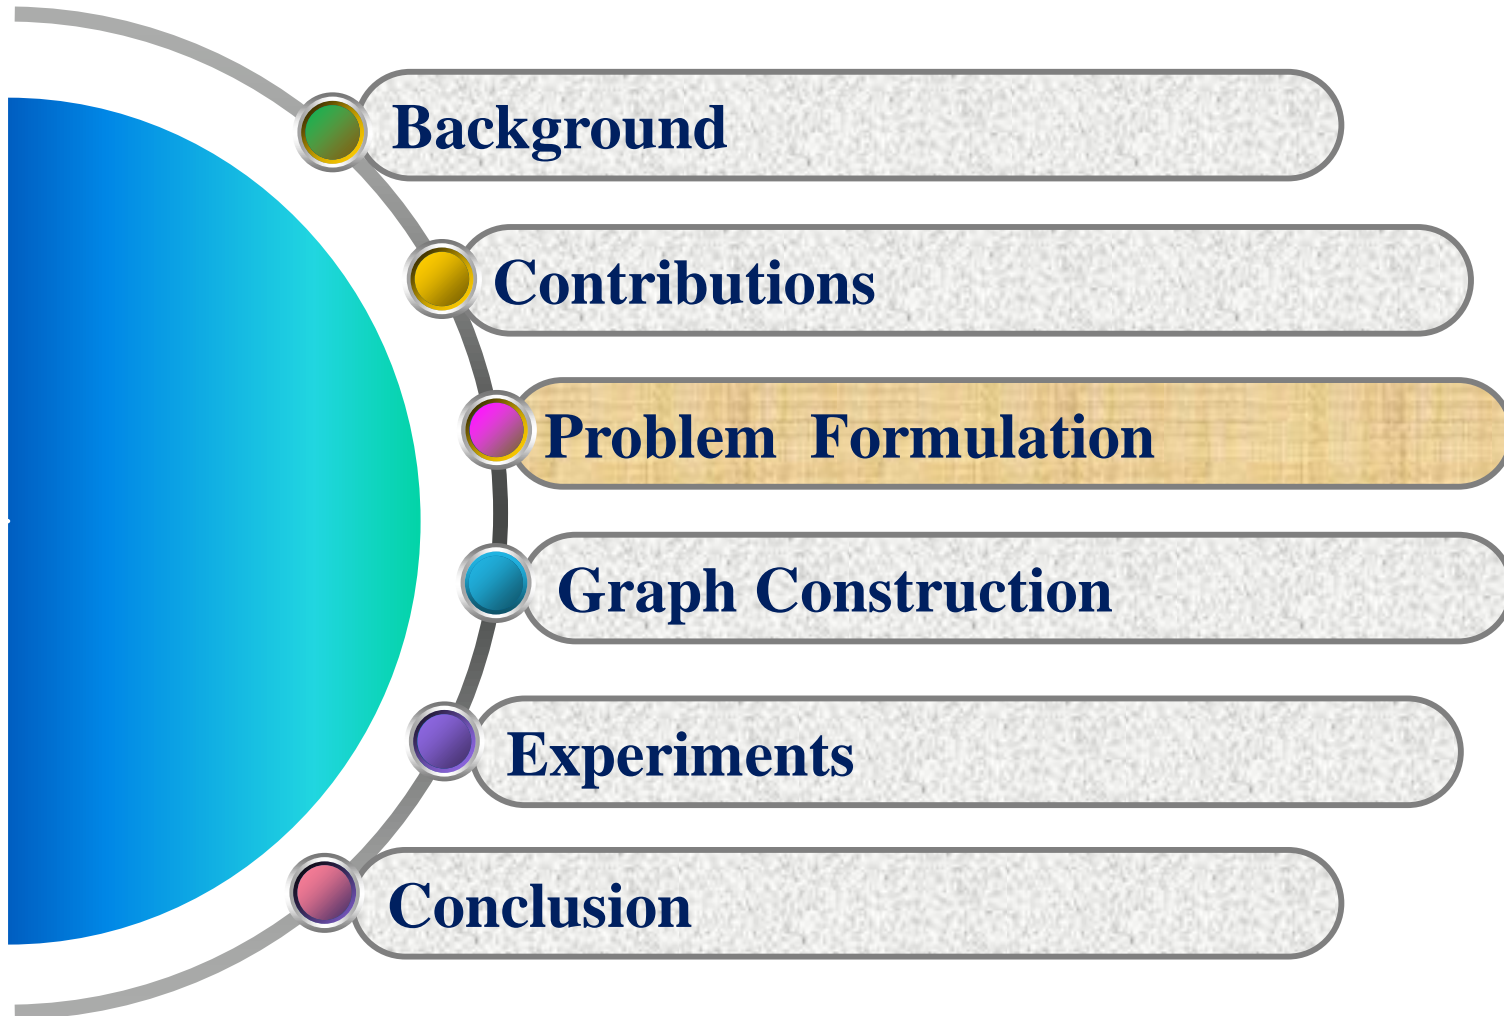 Background
Contributions
Problem Formulation
Graph Construction
Experiments
Conclusion